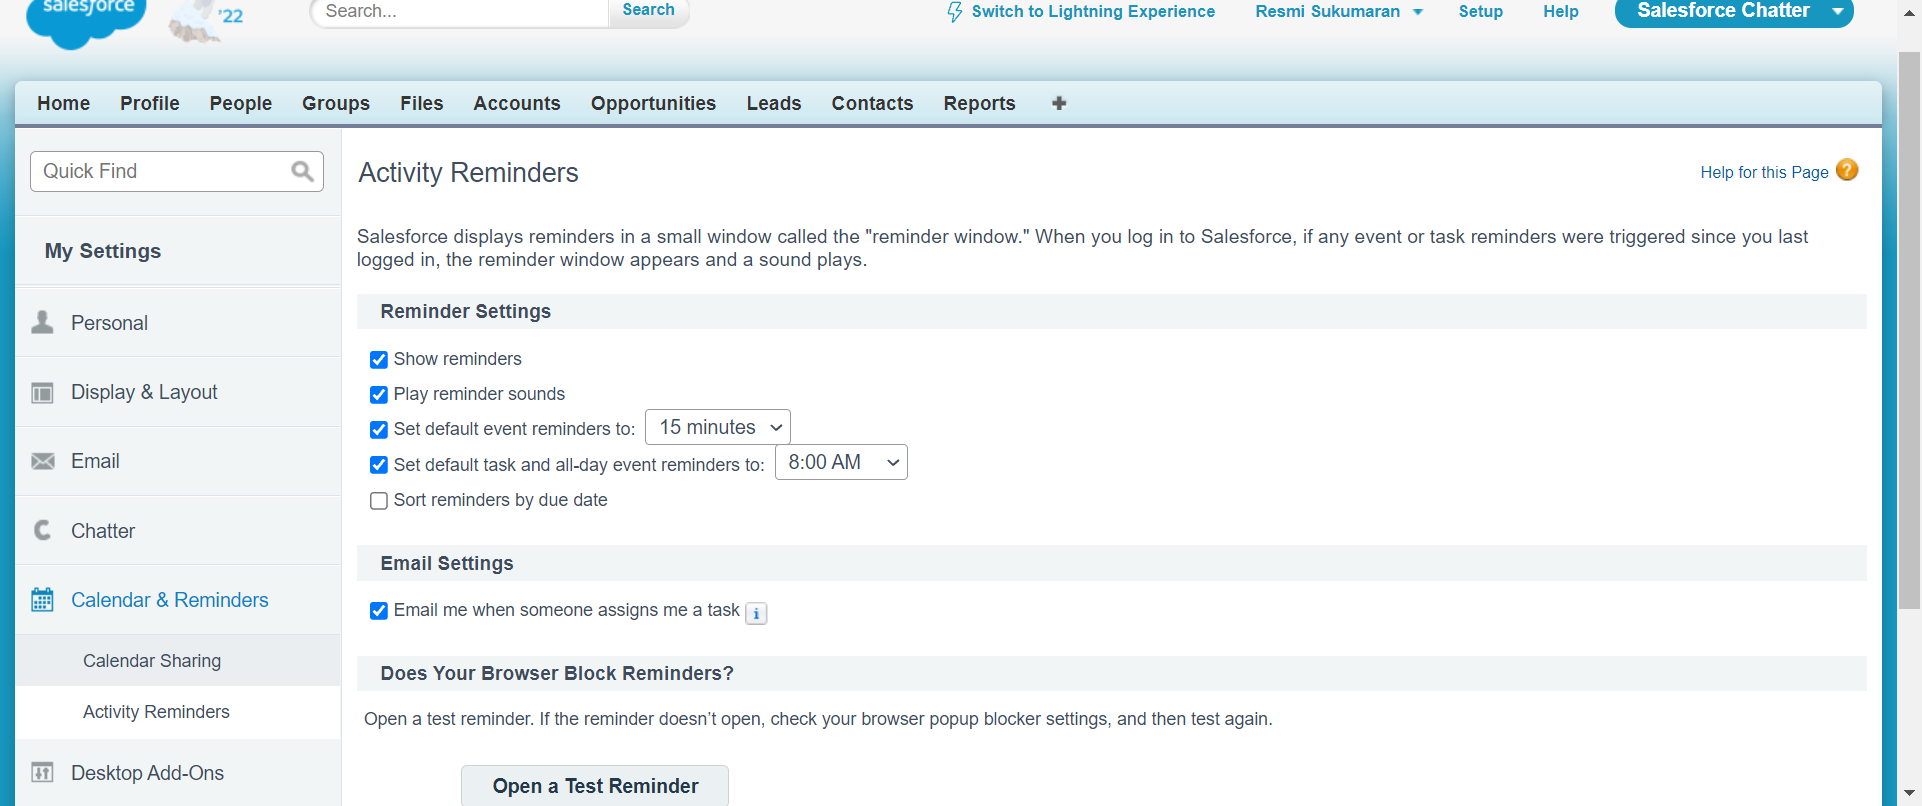 salesforce
'22
Search...
Search
Switch to Lightning Experience
Resmi Sukumaran
Setup
Help
Salesforce Chatter
Home Profile People Groups Files Accounts Opportunities Leads Contacts Reports
Quick Find
My Settings
Personal
Display & Layout
Email
Chatter
Calendar & Reminders
Calendar Sharing
Activity Reminders
Desktop Add-Ons
Activity Reminders
Help for this Page ?
Salesforce displays reminders in a small window called the "reminder window." When you log in to Salesforce, if any event or task reminders were triggered since you last
logged in, the reminder window appears and a sound plays.
Reminder Settings
Show reminders
Play reminder sounds
Set default event reminders to: 15 minutes
Set default task and all-day event reminders to: 8:00 AM
Sort reminders by due date
Email Settings
Email me when someone assigns me a task i
Does Your Browser Block Reminders?
Open a test reminder. If the reminder doesn’t open, check your browser popup blocker settings, and then test again.
Open a Test Reminder